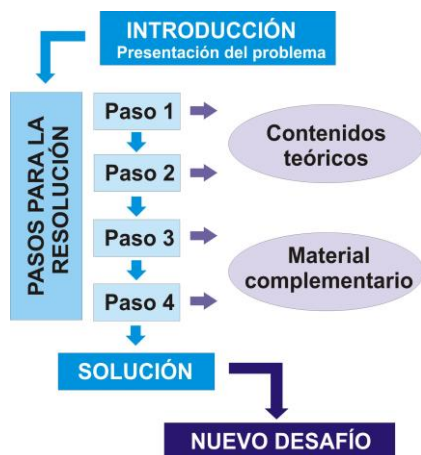 INTRODUCCIÓN
Presentación del problema
PASOS PARA LA
RESOLUCIÓN
Paso 1
Paso 2
Paso 3
Paso 4
Contenidos
teóricos
Material
complementario
SOLUCIÓN
NUEVO DESAFÍO